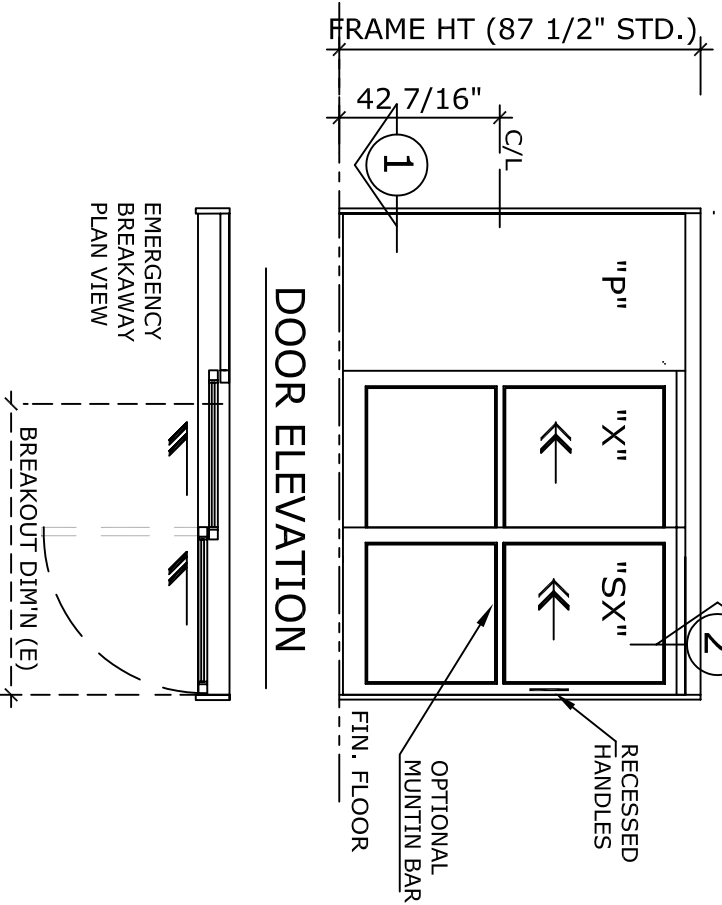 FRAME HT (87 1/2" STD.)
42 7/16"
C/L
1
"P"
"X"
"SX"
2
RECESSED
HANDLES
OPTIONAL
MUNTIN BAR
FIN. FLOOR
DOOR ELEVATION
EMERGENCY
BREAKAWAY
PLAN VIEW
BREAKOUT DIM'N (E)